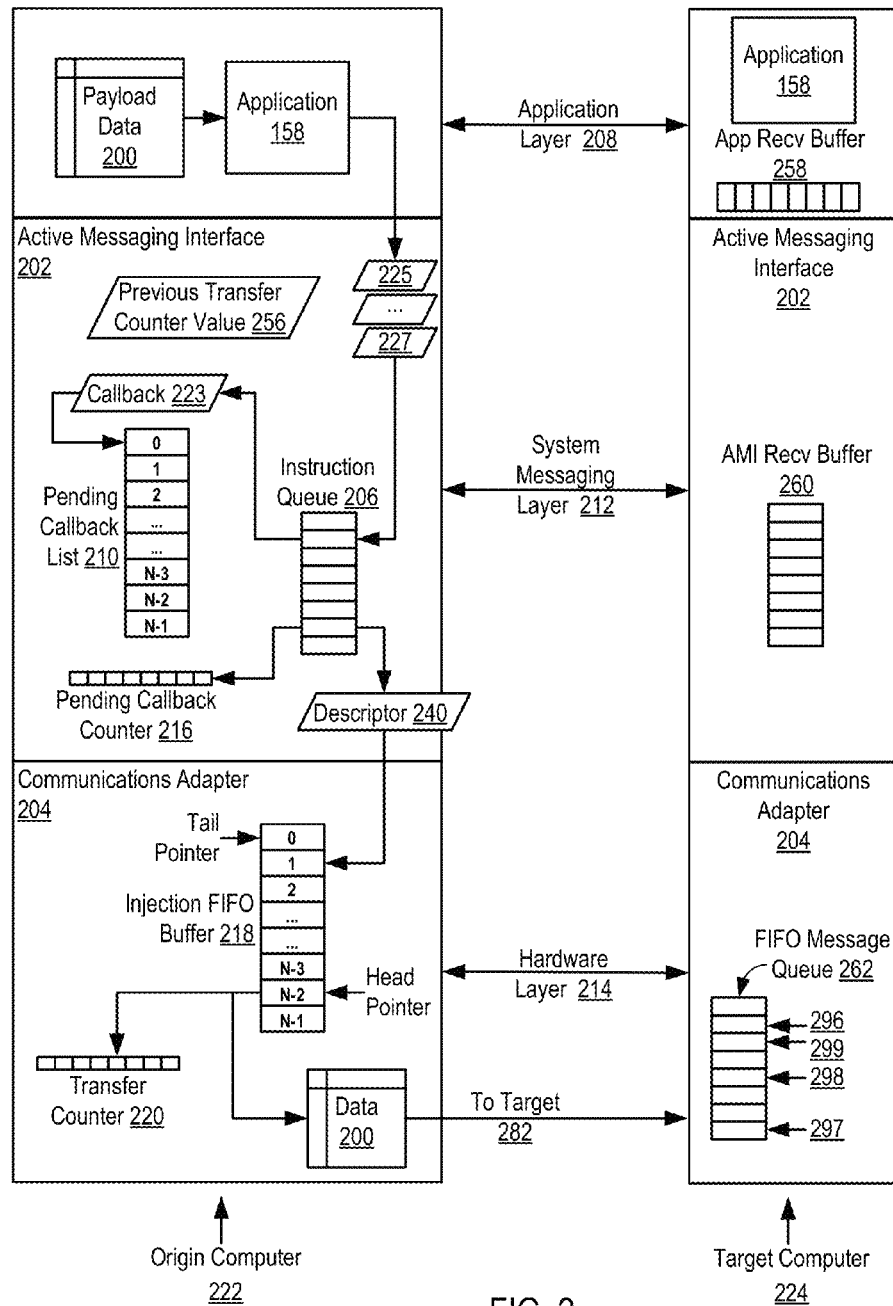 Payload
Data
200
Application
158
Application
Layer 208
Application
158
App Recv Buffer
258
Active Messaging Interface
202
Previous Transfer
Counter Value 256
225
...
227
Callback 223
0
1
2
...
...
N-3
N-2
N-1
Pending
Callback
List 210
Instruction
Queue 206
System
Messaging
Layer 212
Active Messaging
Interface
202
AMI Recv Buffer
260
Pending Callback
Counter 216
Descriptor 240
Communications Adapter
204
Tail
Pointer
0
1
2
...
...
N-3
N-2
N-1
Injection FIFO
Buffer 218
Head
Pointer
Hardware
Layer 214
Communications
Adapter
204
FIFO Message
Queue 262
296
299
298
297
Transfer
Counter 220
Data
200
To Target
282
Origin Computer
222
Target Computer
224